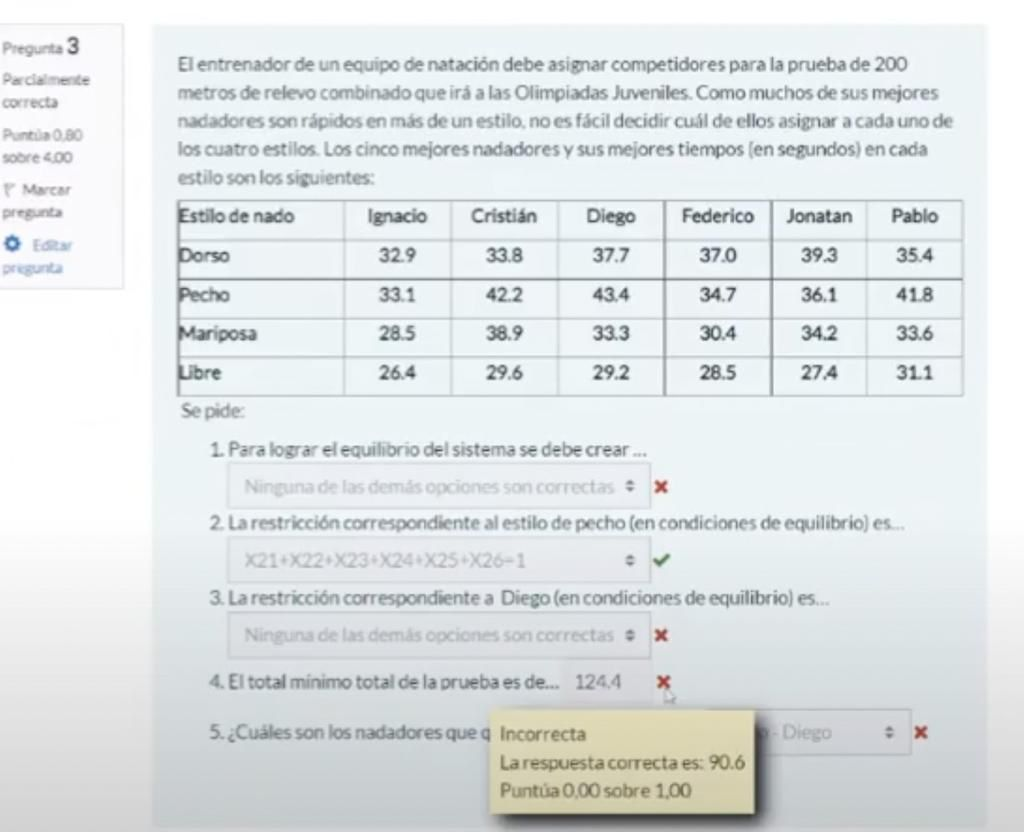 Pregunta 3
Parcialmente
correcta
Puntúa 0,80
sobre 4,00
Marcar
pregunta
Editar
pregunta
El entrenador de un equipo de natación debe asignar competidores para la prueba de 200
metros de relevo combinado que irá a las Olimpiadas Juveniles. Como muchos de sus mejores
nadadores son rápidos en más de un estilo, no es fácil decidir cuál de ellos asignar a cada uno de
los cuatro estilos. Los cinco mejores nadadores y sus mejores tiempos (en segundos) en cada
estilo son los siguientes:
Estilo de nado Ignacio Cristián Diego Federico Jonatan Pablo
Dorso 32.9 33.8 37.7 37.0 39.3 35.4
Pecho 33.1 42.2 43.4 34.7 36.1 41.8
Mariposa 28.5 38.9 33.3 30.4 34.2 33.6
Libre 26.4 29.6 29.2 28.5 27.4 31.1
Se pide:
1. Para lograr el equilibrio del sistema se debe crear ...
Ninguna de las demás opciones son correctas
2. La restricción correspondiente al estilo de pecho (en condiciones de equilibrio) es...
X21+X22+X23+X24+X25+X26=1
3. La restricción correspondiente a Diego (en condiciones de equilibrio) es...
Ninguna de las demás opciones son correctas
4. El total mínimo total de la prueba es de... 124.4
5. ¿Cuáles son los nadadores que q - Diego
Incorrecta
La respuesta correcta es: 90.6
Puntúa 0,00 sobre 1,00